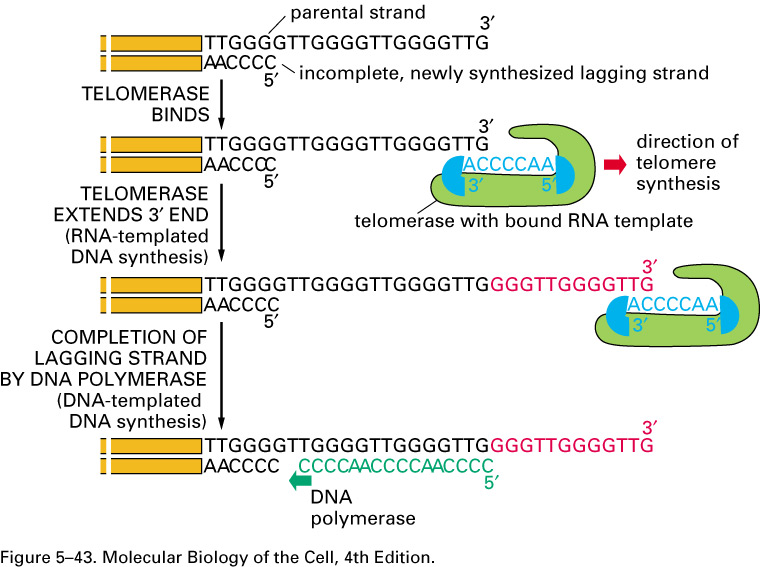 parental strand
3′
TTGGGGTTGGGGTTGGGGTTG
AACCCC
5′
incomplete, newly synthesized lagging strand
TELOMERASE
BINDS
3′
TTGGGGTTGGGGTTGGGGTTG
AACCCC
5′
ACCCCAA
3′ 5′
direction of
telomere
synthesis
telomerase with bound RNA template
TELOMERASE
EXTENDS 3′ END
(RNA-templated
DNA synthesis)
3′
TTGGGGTTGGGGTTGGGGTTGGGGTTGGGGTTG
AACCCC
5′
ACCCCAA
3′ 5′
COMPLETION OF
LAGGING STRAND
BY DNA POLYMERASE
(DNA-templated
DNA synthesis)
3′
TTGGGGTTGGGGTTGGGGTTGGGGTTGGGGTTG
AACCCC CCCCAACCCCAACCCC
5′
DNA
polymerase
Figure 5–43. Molecular Biology of the Cell, 4th Edition.